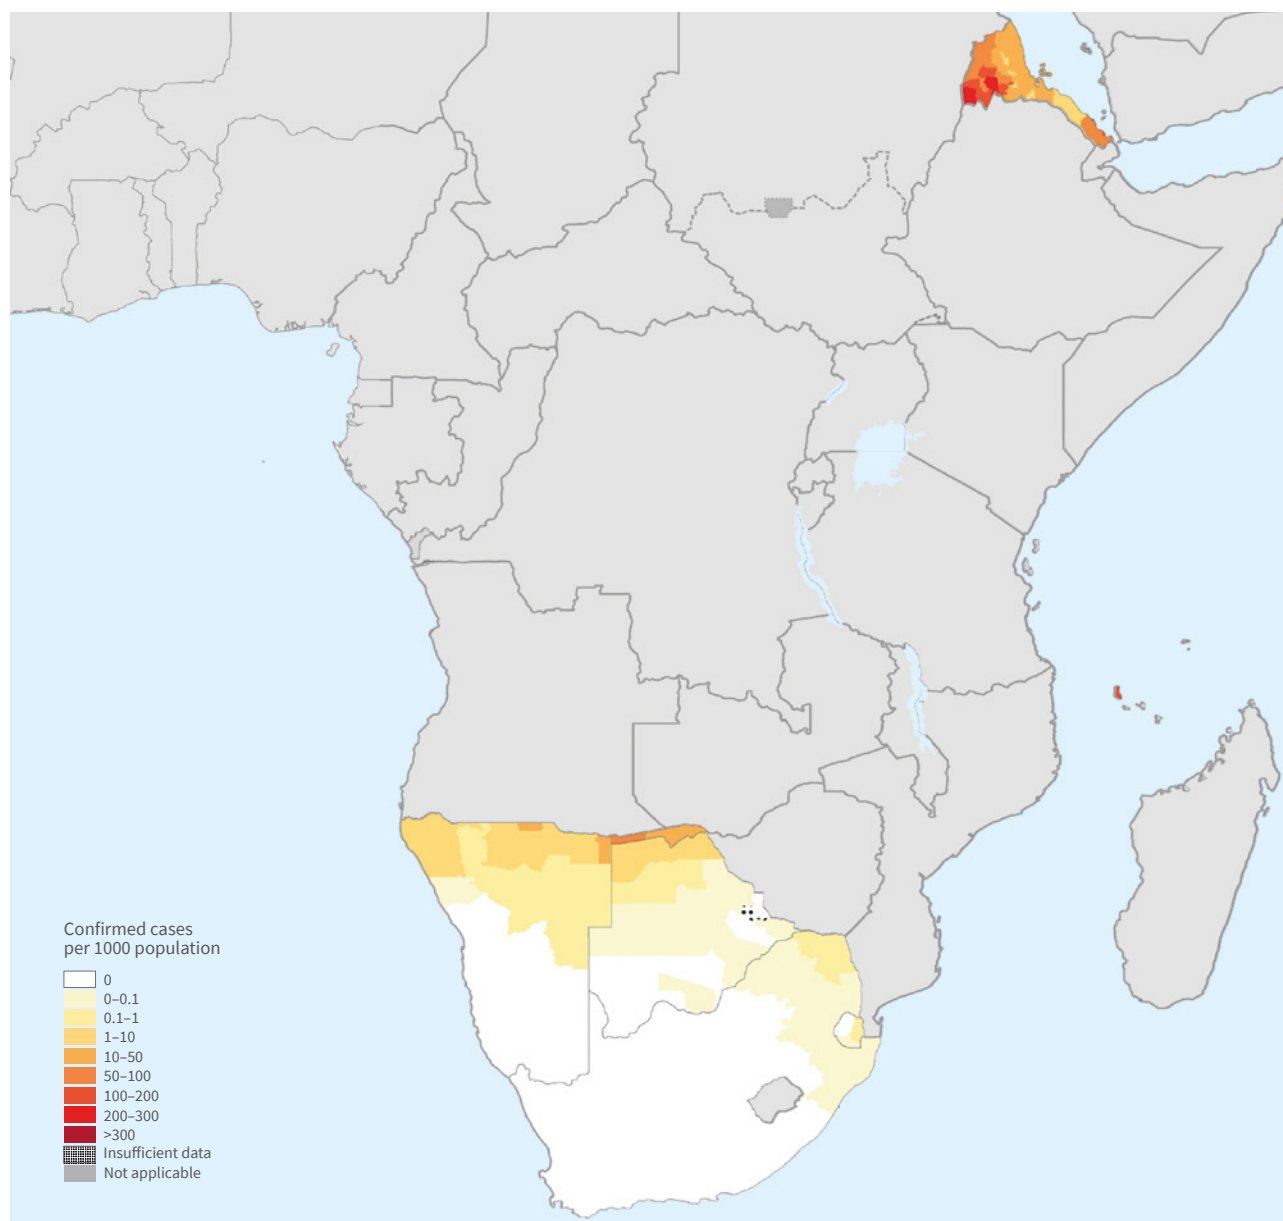 Confirmed cases
per 1000 population
0
0–0.1
0.1–1
1–10
10–50
50–100
100–200
200–300
>300
Insufficient data
Not applicable